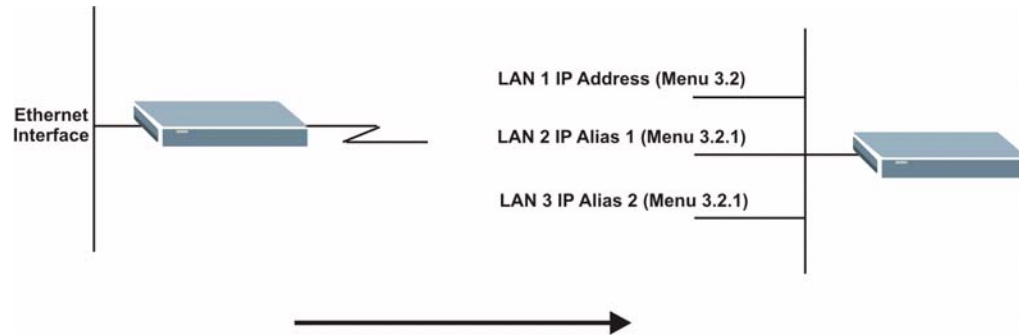 Ethernet
Interface
LAN 1 IP Address (Menu 3.2)
LAN 2 IP Alias 1 (Menu 3.2.1)
LAN 3 IP Alias 2 (Menu 3.2.1)